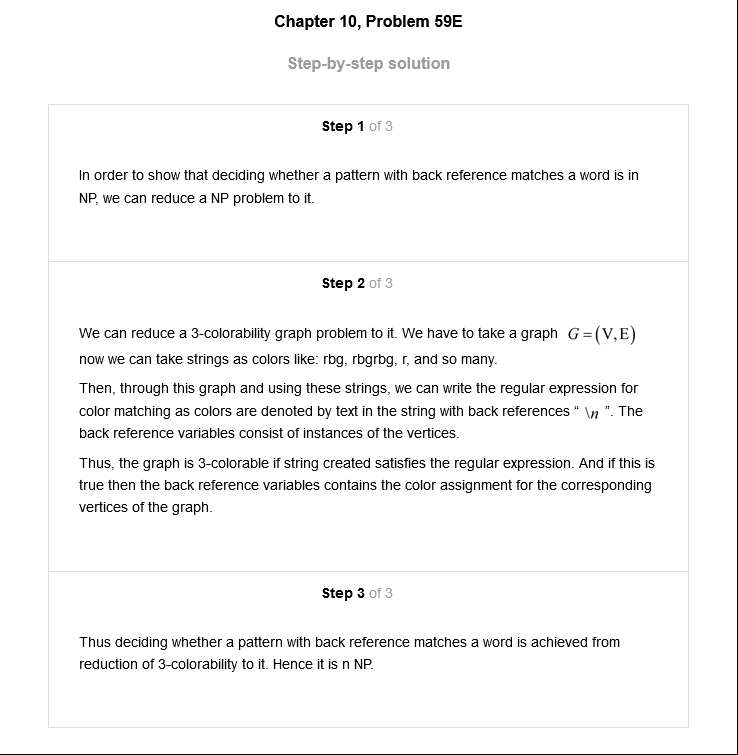 Chapter 10, Problem 59E
Step-by-step solution
Step 1 of 3
In order to show that deciding whether a pattern with back reference matches a word is in
NP, we can reduce a NP problem to it.
Step 2 of 3
We can reduce a 3-colorability graph problem to it. We have to take a graph G=(V,E)
now we can take strings as colors like: rbg, rbgrbg, r, and so many.
Then, through this graph and using these strings, we can write the regular expression for
color matching as colors are denoted by text in the string with back references “ \n ”. The
back reference variables consist of instances of the vertices.
Thus, the graph is 3-colorable if string created satisfies the regular expression. And if this is
true then the back reference variables contains the color assignment for the corresponding
vertices of the graph.
Step 3 of 3
Thus deciding whether a pattern with back reference matches a word is achieved from
reduction of 3-colorability to it. Hence it is n NP.